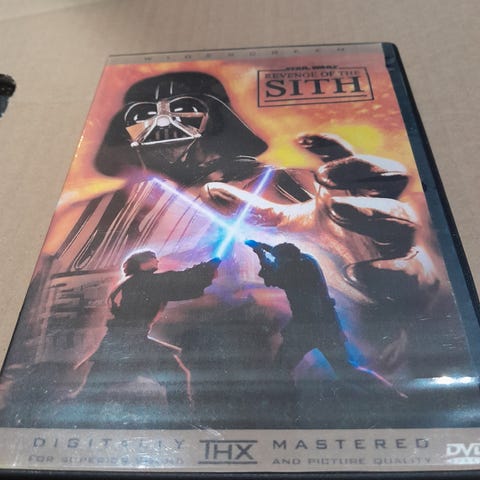 WIDESCREEN
STAR WARS
REVENGE OF THE
SITH
DIGITALLY THX MASTERED
FOR SUPERIOR SOUND AND PICTURE QUALITY
DVD